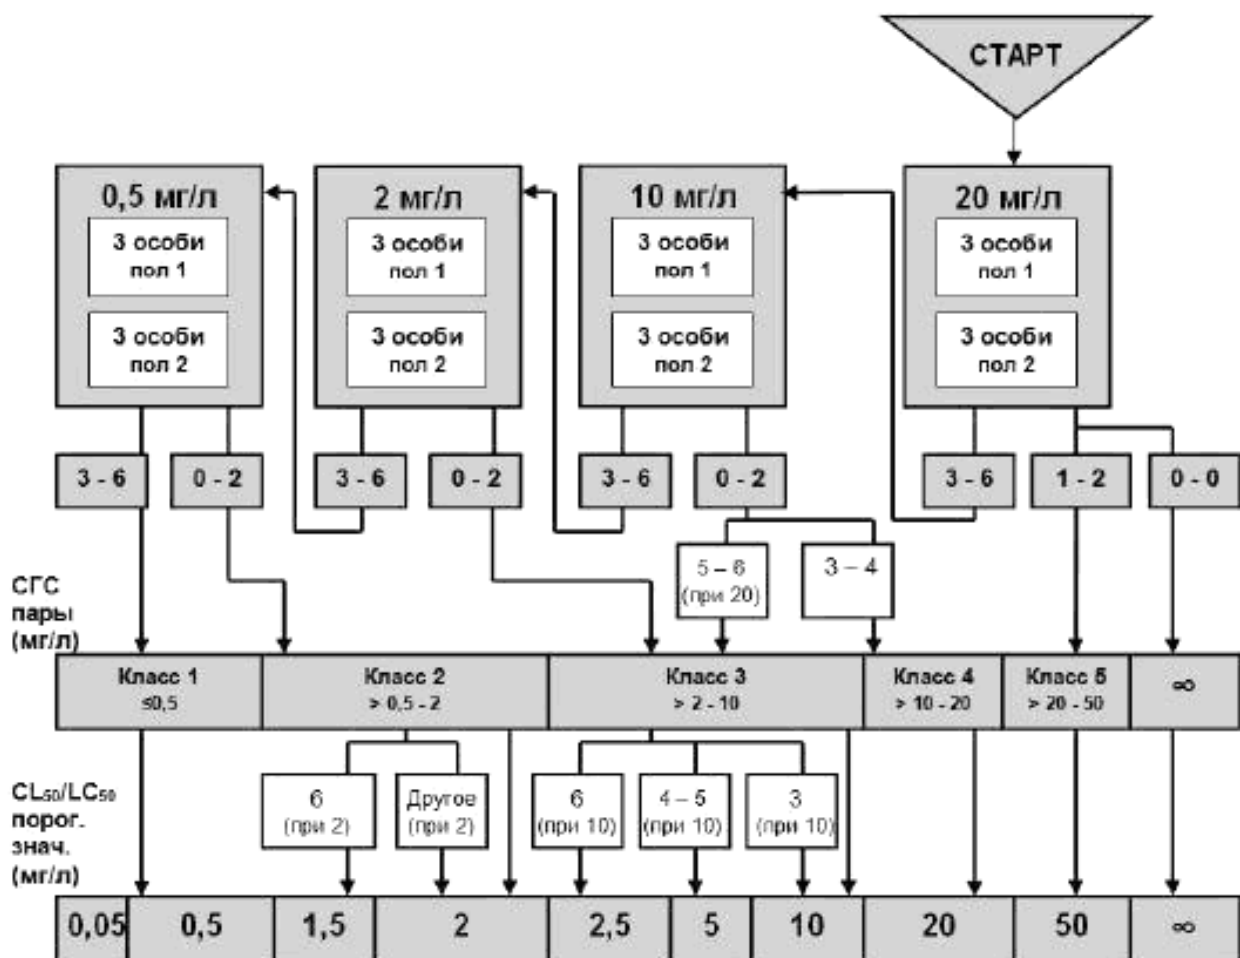 СТАРТ
0,5 мг/л
3 особи
пол 1
3 особи
пол 2
2 мг/л
3 особи
пол 1
3 особи
пол 2
10 мг/л
3 особи
пол 1
3 особи
пол 2
20 мг/л
3 особи
пол 1
3 особи
пол 2
3 - 6
0 - 2
3 - 6
0 - 2
3 - 6
0 - 2
3 - 6
1 - 2
0 - 0
5 – 6
(при 20)
3 – 4
СГС
пары
(мг/л)
Класс 1
≤0,5
Класс 2
> 0,5 - 2
Класс 3
> 2 - 10
Класс 4
> 10 - 20
Класс 5
> 20 - 50
∞
CL50/LC50
порог.
знач.
(мг/л)
6
(при 2)
Другое
(при 2)
6
(при 10)
4 – 5
(при 10)
3
(при 10)
0,05
0,5
1,5
2
2,5
5
10
20
50
∞